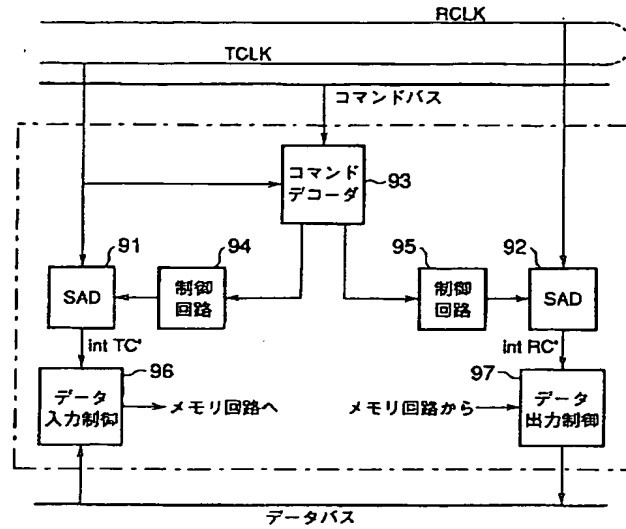 RCLK
TCLK
コマンドバス
コマンド
デコーダ
93
91
94
95
92
SAD
制御
回路
制御
回路
SAD
int TC'
int RC'
96
97
データ
入力制御
メモリ回路へ
メモリ回路から
データ
出力制御
データバス